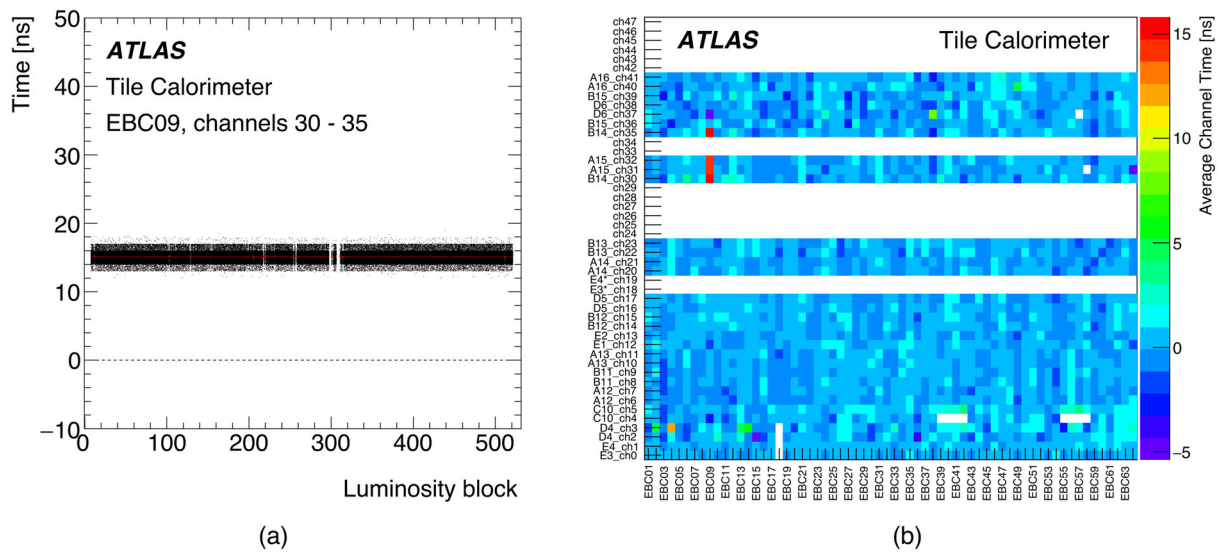 Time [ns]
50
40
30
20
10
0
−10
ATLAS
Tile Calorimeter
EBC09, channels 30 - 35
0
100
200
300
400
500
Luminosity block
(a)
ch47
ch46
ch45
ch44
ch43
ch42
A16_ch41
A16_ch40
B15_ch39
D6_ch38
D6_ch37
B15_ch36
B14_ch35
ch34
ch33
A15_ch32
A15_ch31
B14_ch30
ch29
ch28
ch27
ch26
ch25
ch24
B13_ch23
B13_ch22
A14_ch21
A14_ch20
E4*_ch19
E3*_ch18
D5_ch17
D5_ch16
B12_ch15
B12_ch14
E2_ch13
E1_ch12
A13_ch11
A13_ch10
B11_ch9
B11_ch8
A12_ch7
A12_ch6
C10_ch5
C10_ch4
D4_ch3
D4_ch2
E4_ch1
E3_ch0
ATLAS
Tile Calorimeter
EBC01
EBC03
EBC05
EBC07
EBC09
EBC11
EBC13
EBC15
EBC17
EBC19
EBC21
EBC23
EBC25
EBC27
EBC29
EBC31
EBC33
EBC35
EBC37
EBC39
EBC41
EBC43
EBC45
EBC47
EBC49
EBC51
EBC53
EBC55
EBC57
EBC59
EBC61
EBC63
15
10
5
0
−5
Average Channel Time [ns]
(b)